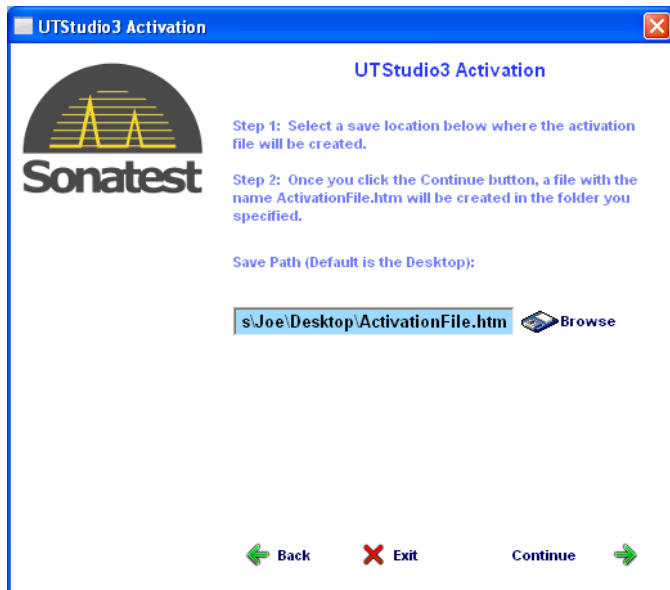 UTStudio3 Activation
UTStudio3 Activation
Sonatest
Step 1: Select a save location below where the activation
file will be created.
Step 2: Once you click the Continue button, a file with the
name ActivationFile.htm will be created in the folder you
specified.
Save Path (Default is the Desktop):
s\Joe\Desktop\ActivationFile.htm
Browse
Back
Exit
Continue